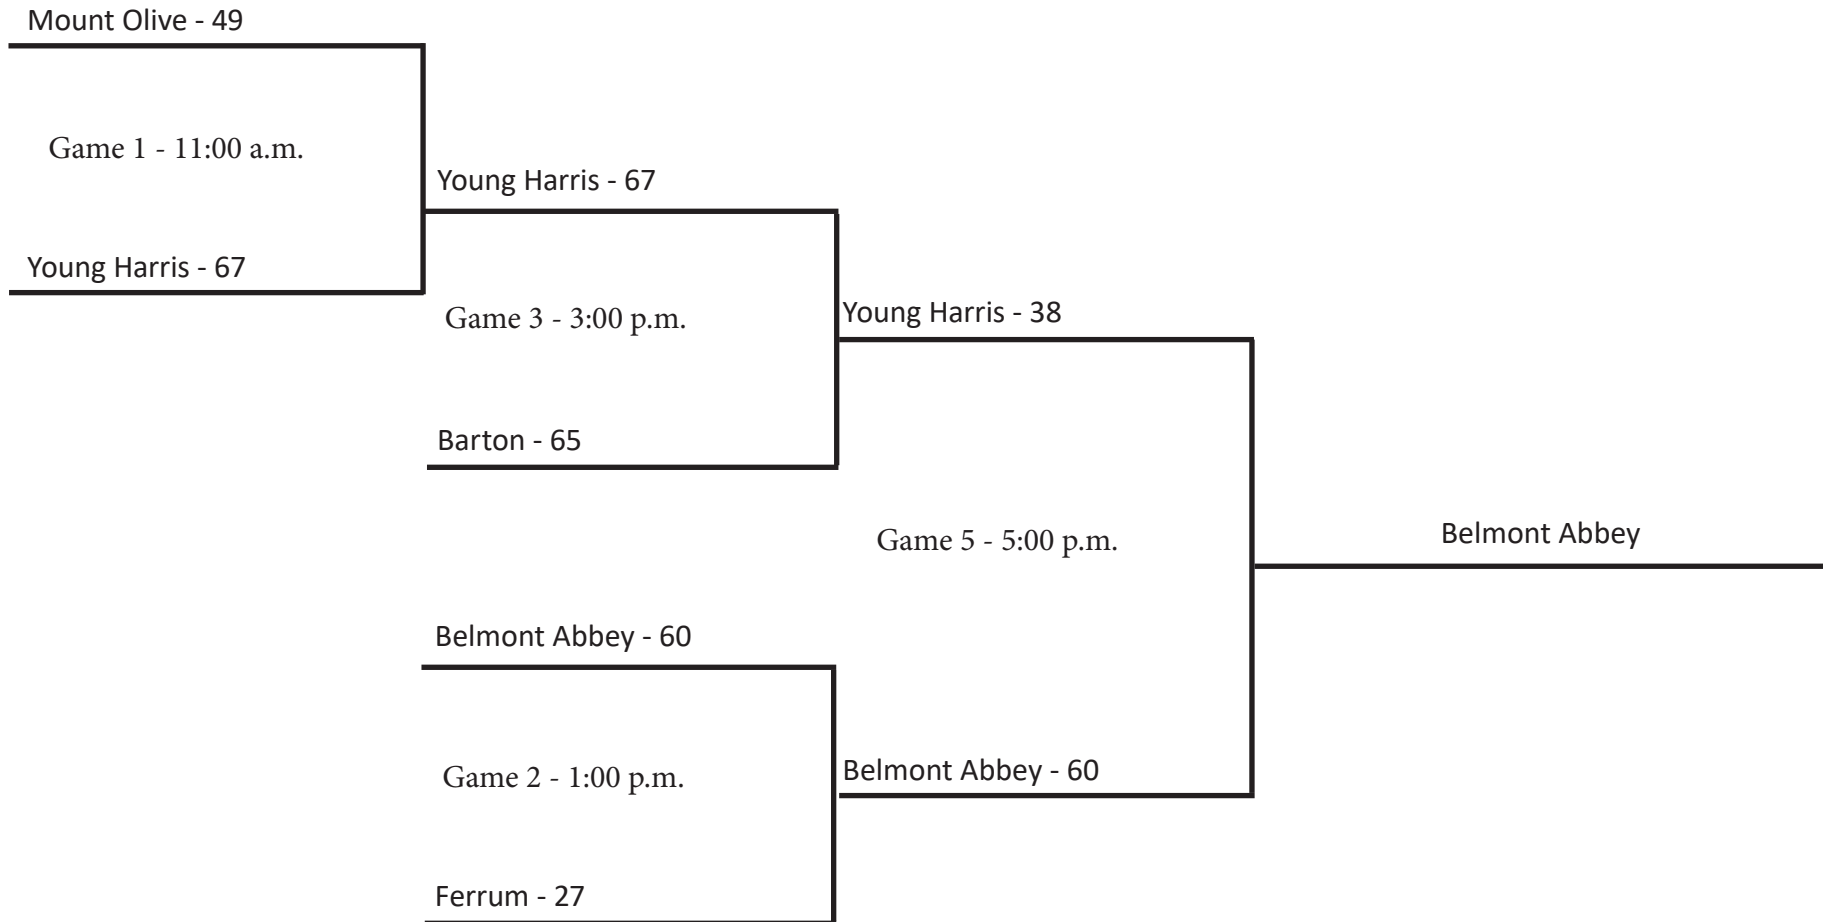 Mount Olive - 49
Game 1 - 11:00 a.m.
Young Harris - 67
Young Harris - 67
Game 3 - 3:00 p.m.
Barton - 65
Young Harris - 38
Game 5 - 5:00 p.m.
Belmont Abbey
Belmont Abbey - 60
Game 2 - 1:00 p.m.
Belmont Abbey - 60
Ferrum - 27